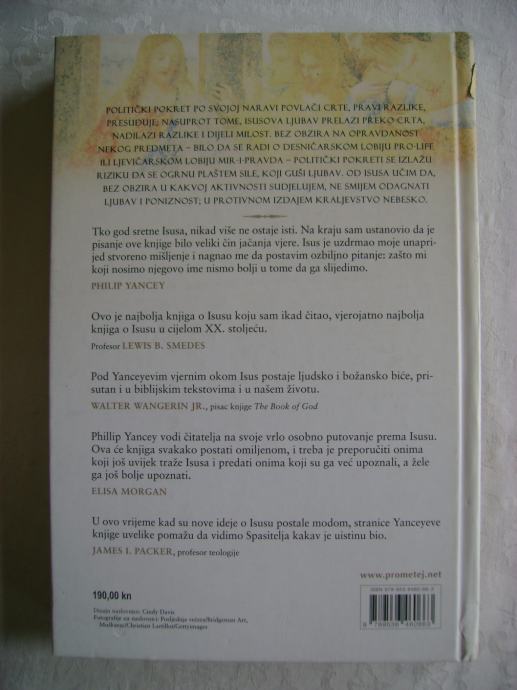 POLITIČKI POKRET PO SVOJOJ NARAVI POVLAČI CRTE, PRAVI RAZLIKE,
PRESUĐUJE; NASUPROT TOME, ISUSOVA LJUBAV PRELAZI PREKO CRTA,
NADILAZI RAZLIKE I DIJELI MILOST. BEZ OBZIRA NA OPRAVDANOST
NEKOG PREDMETA – BILO DA SE RADI O DESNIČARSKOM LOBIJU PRO-LIFE
ILI LJEVIČARSKOM LOBIJU MIR-I-PRAVDA – POLITIČKI POKRETI SE IZLAŽU
RIZIKU DA SE OGRNU PLAŠTEM SILE, KOJI GUŠI LJUBAV. OD ISUSA UČIM DA,
BEZ OBZIRA U KAKVOJ AKTIVNOSTI SUDJELUJEM, NE SMIJEM ODAGNATI
LJUBAV I PONIZNOST; U PROTIVNOM IZDAJEM KRALJEVSTVO NEBESKO.
Tko god sretne Isusa, nikad više ne ostaje isti. Na kraju sam ustanovio da je
pisanje ove knjige bilo veliki čin jačanja vjere. Isus je uzdrmao moje unapri-
jed stvoreno mišljenje i nagnao me da postavim ozbiljno pitanje: zašto mi
koji nosimo njegovo ime nismo bolji u tome da ga slijedimo.
PHILIP YANCEY
Ovo je najbolja knjiga o Isusu koju sam ikad čitao, vjerojatno najbolja
knjiga o Isusu u cijelom XX. stoljeću.
Profesor LEWIS B. SMEDES
Pod Yanceyevim vjernim okom Isus postaje ljudsko i božansko biće, pri-
sutan i u biblijskim tekstovima i u našem životu.
WALTER WANGERIN JR., pisac knjige The Book of God
Phillip Yancey vodi čitatelja na svoje vrlo osobno putovanje prema Isusu.
Ova će knjiga svakako postati omiljenom, i treba je preporučiti onima
koji još uvijek traže Isusa i predati onima koji su ga već upoznali, a žele
ga još bolje upoznati.
ELISA MORGAN
U ovo vrijeme kad su nove ideje o Isusu postale modom, stranice Yanceyeve
knjige uvelike pomažu da vidimo Spasitelja kakav je uistinu bio.
JAMES I. PACKER, profesor teologije
www.prometej.net
190,00 kn
Dizajn naslovnice: Cindy Davis
Fotografije na naslovnici: Posljednja večera/Bridgeman Art,